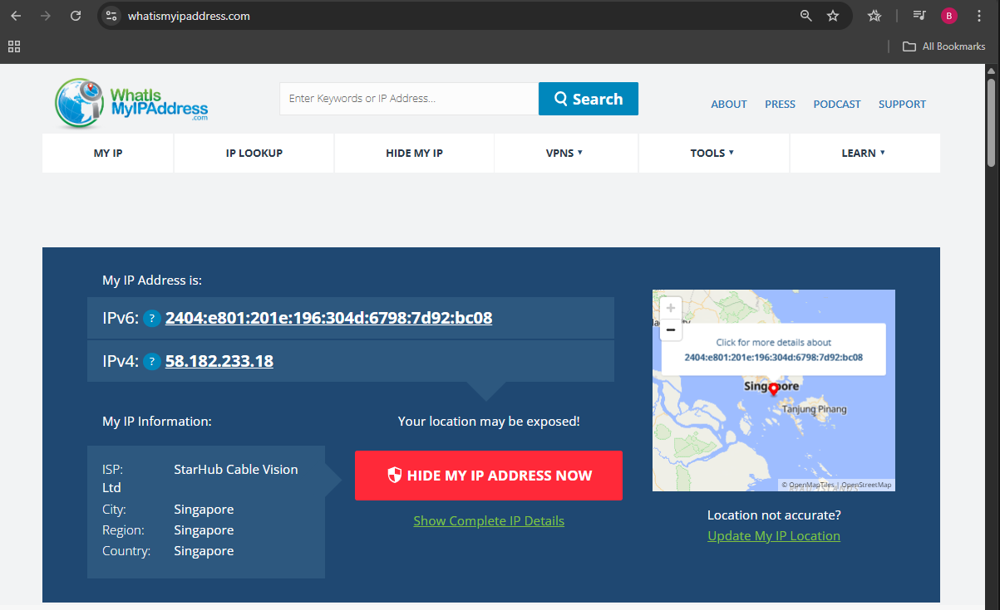 whatismyipaddress.com
B
All Bookmarks
WhatIs
MyIPAddress
.com
Enter Keywords or IP Address...
Search
ABOUT
PRESS
PODCAST
SUPPORT
MY IP
IP LOOKUP
HIDE MY IP
VPNS
TOOLS
LEARN
My IP Address is:
IPv6: ? 2404:e801:201e:196:304d:6798:7d92:bc08
IPv4: ? 58.182.233.18
My IP Information:
ISP: StarHub Cable Vision
Ltd
City: Singapore
Region: Singapore
Country: Singapore
Your location may be exposed!
HIDE MY IP ADDRESS NOW
Show Complete IP Details
+
−
Click for more details about
2404:e801:201e:196:304d:6798:7d92:bc08
Singapore
Tanjung Pinang
© OpenMapTiles | OpenStreetMap
Location not accurate?
Update My IP Location